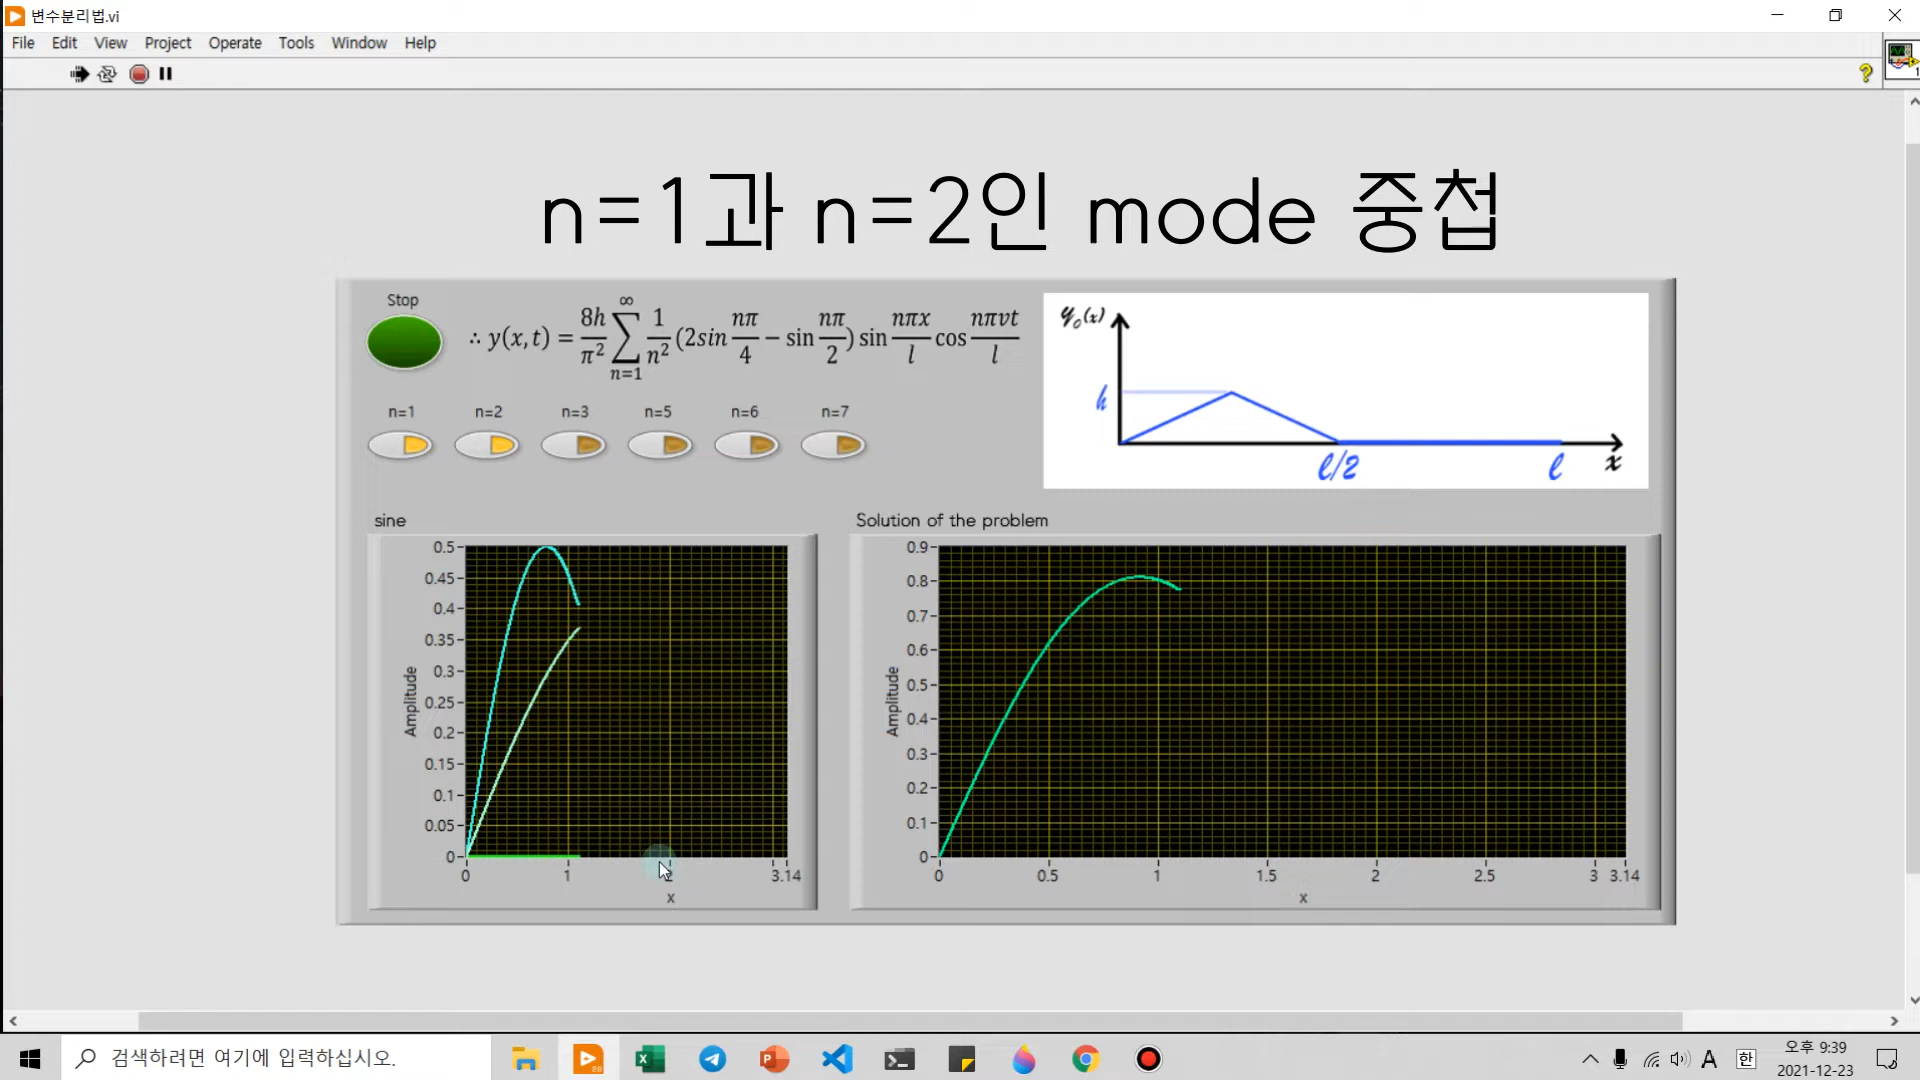 변수분리법.vi
File Edit View Project Operate Tools Window Help
n=1과 n=2인 mode 중첩
Stop
∴ y(x,t) = 8h/π² ∑_{n=1}^{∞} 1/n² (2sin nπ/4 − sin nπ/2) sin nπx/l cos nπvt/l
n=1 n=2 n=3 n=5 n=6 n=7
y₀(x)
h
l/2 l x
sine
0.5
0.45
0.4
0.35
0.3
0.25
0.2
0.15
0.1
0.05
0
Amplitude
0 1 2 3.14
x
Solution of the problem
0.9
0.8
0.7
0.6
0.5
0.4
0.3
0.2
0.1
0
Amplitude
0 0.5 1 1.5 2 2.5 3 3.14
x
검색하려면 여기에 입력하십시오.
A 한
오후 9:39
2021-12-23